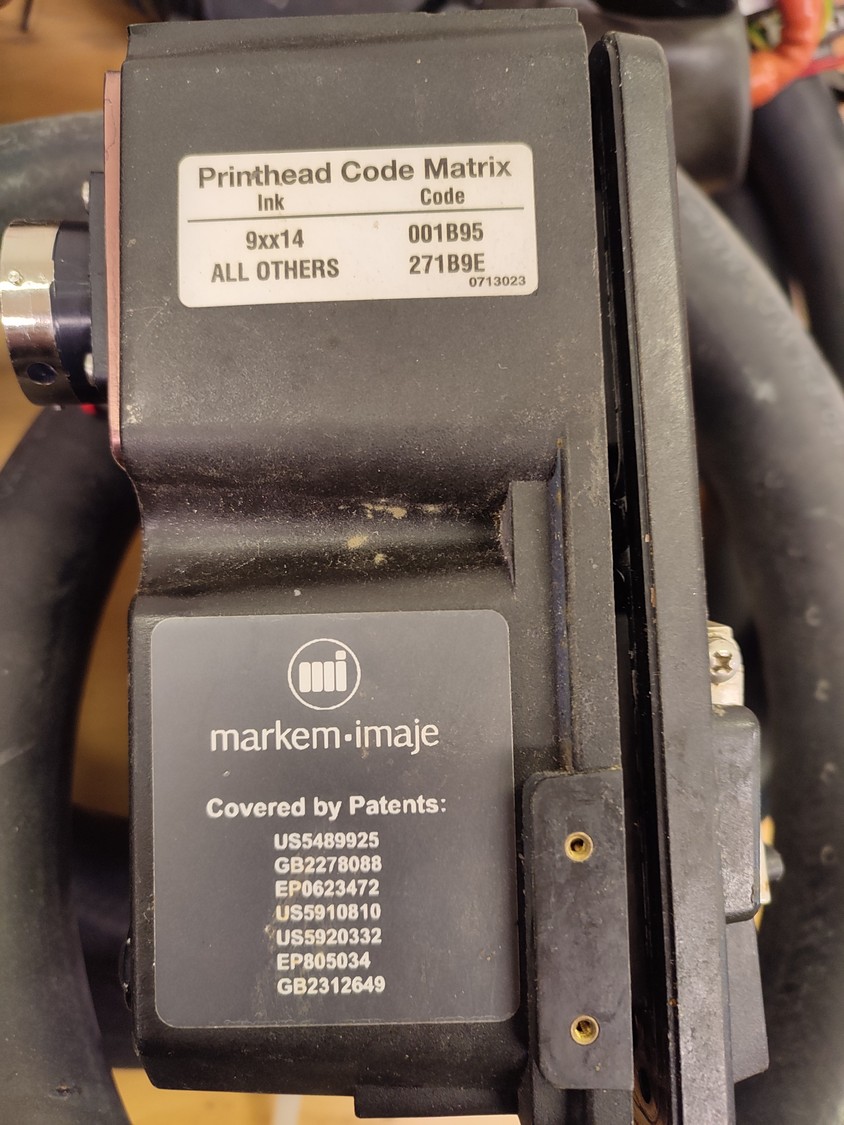 Printhead Code Matrix
Ink Code
9xx14 001B95
ALL OTHERS 271B9E
0713023
markem·imaje
Covered by Patents:
US5489925
GB2278088
EP0623472
US5910810
US5920332
EP805034
GB2312649